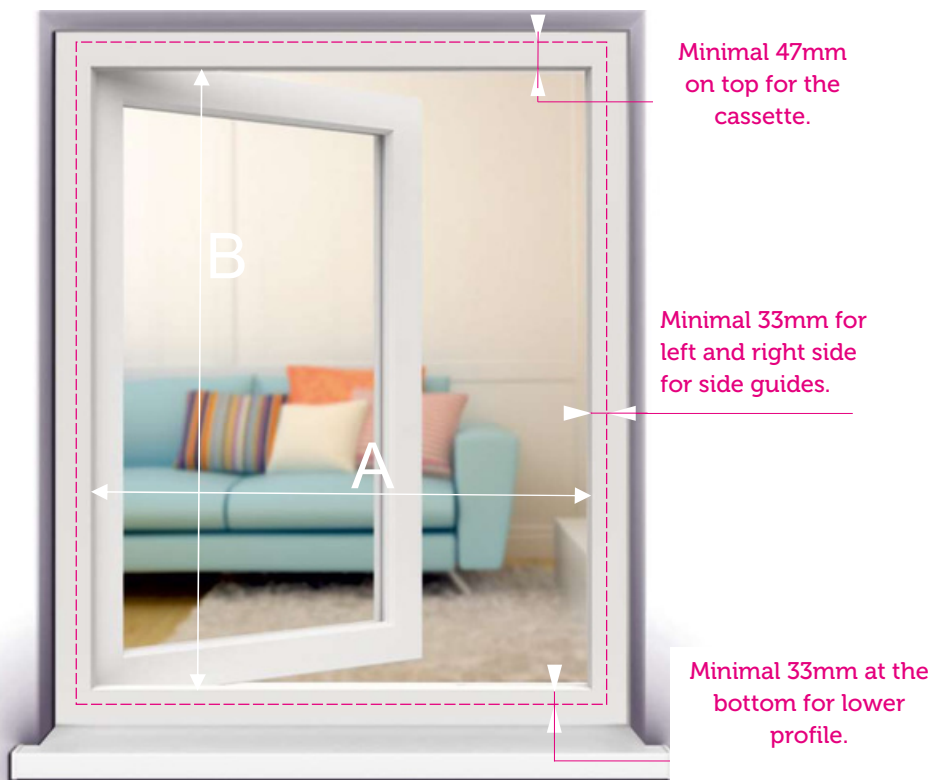 Minimal 47mm
on top for the
cassette.
B
Minimal 33mm for
left and right side
for side guides.
A
Minimal 33mm at the
bottom for lower
profile.